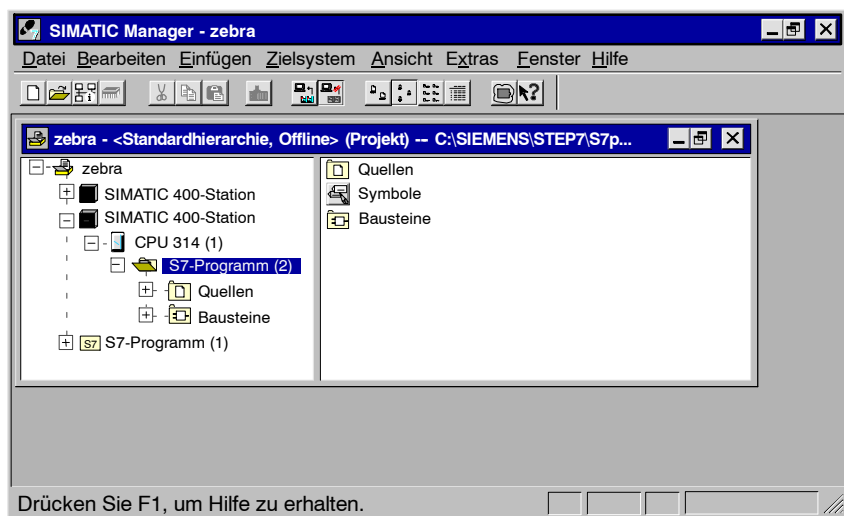 SIMATIC Manager - zebra
Datei Bearbeiten Einfügen Zielsystem Ansicht Extras Fenster Hilfe
zebra - <Standardhierarchie, Offline> (Projekt) -- C:\SIEMENS\STEP7\S7p...
zebra
SIMATIC 400-Station
SIMATIC 400-Station
CPU 314 (1)
S7-Programm (2)
Quellen
Bausteine
S7 S7-Programm (1)
Quellen
Symbole
Bausteine
Drücken Sie F1, um Hilfe zu erhalten.